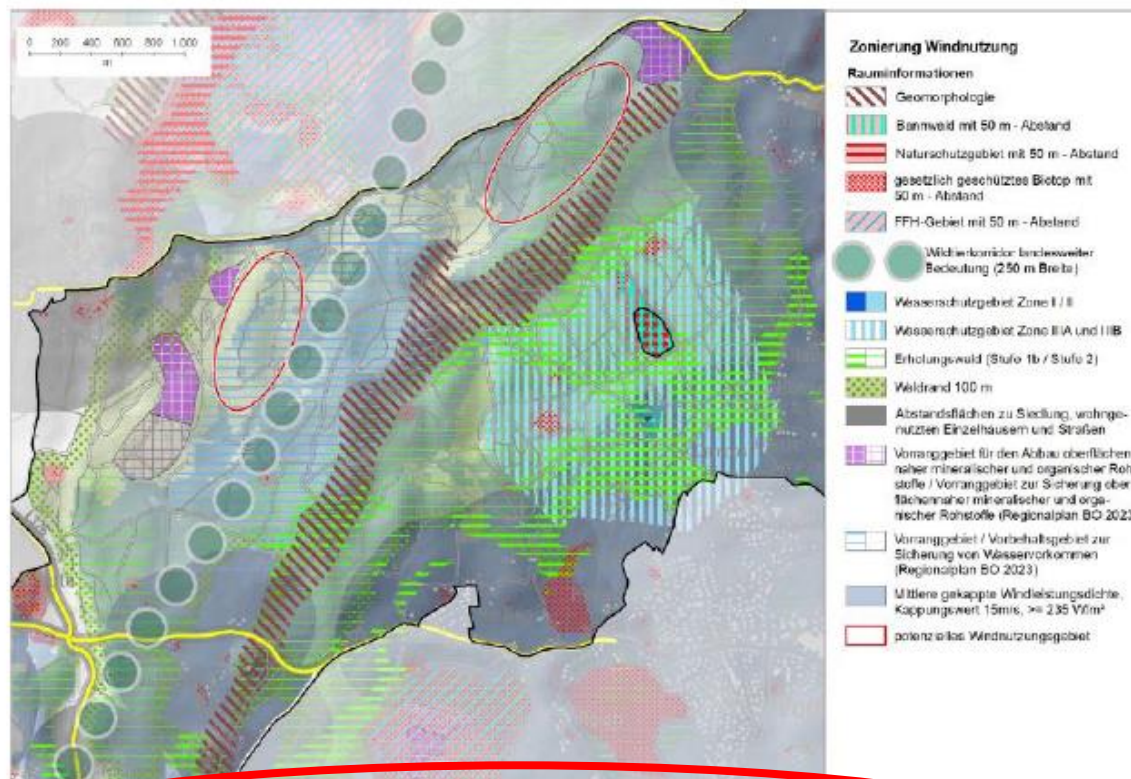 0 200 400 600 800 1.000
m
Zonierung Windnutzung
Rauminformationen
Geomorphologie
Bannwald mit 50 m - Abstand
Naturschutzgebiet mit 50 m - Abstand
gesetzlich geschütztes Biotop mit
50 m - Abstand
FFH-Gebiet mit 50 m - Abstand
Wildtierkorridor landesweiter
Bedeutung (250 m Breite)
Wasserschutzgebiet Zone I / II
Wasserschutzgebiet Zone IIIA und IIIB
Erholungswald (Stufe 1b / Stufe 2)
Waldrand 100 m
Abstandsflächen zu Siedlung, wohnge-
nutzten Einzelhäusern und Straßen
Vorranggebiet für den Abbau oberflächen
naher mineralischer und organischer Roh
stoffe / Vorranggebiet zur Sicherung ober
flächennaher mineralischer und orga-
nischer Rohstoffe (Regionalplan BO 2023
Vorranggebiet / Vorbehaltsgebiet zur
Sicherung von Wasservorkommen
(Regionalplan BO 2023)
Mittlere gekappte Windleistungsdichte,
Kappungswert 15m/s, >= 235 W/m²
potenzielles Windnutzungsgebiet